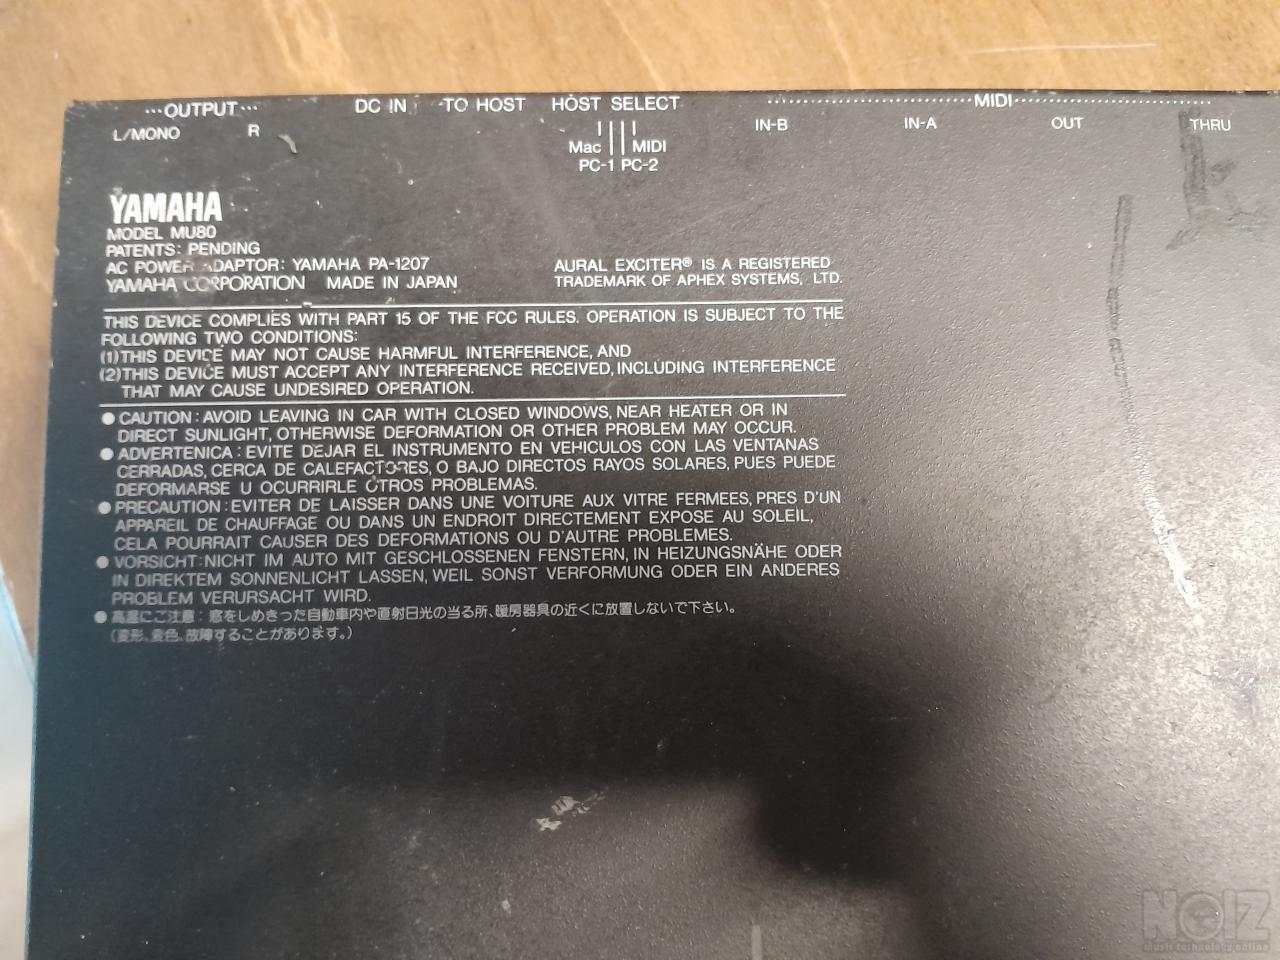 ···OUTPUT··· DC IN TO HOST HOST SELECT ···MIDI···
L/MONO R IN-B IN-A OUT THRU
Mac MIDI
PC-1 PC-2
YAMAHA
MODEL MU80
PATENTS: PENDING
AC POWER ADAPTOR: YAMAHA PA-1207
YAMAHA CORPORATION MADE IN JAPAN
AURAL EXCITER® IS A REGISTERED
TRADEMARK OF APHEX SYSTEMS, LTD.
THIS DEVICE COMPLIES WITH PART 15 OF THE FCC RULES. OPERATION IS SUBJECT TO THE
FOLLOWING TWO CONDITIONS:
(1)THIS DEVICE MAY NOT CAUSE HARMFUL INTERFERENCE, AND
(2)THIS DEVICE MUST ACCEPT ANY INTERFERENCE RECEIVED, INCLUDING INTERFERENCE
THAT MAY CAUSE UNDESIRED OPERATION.
● CAUTION: AVOID LEAVING IN CAR WITH CLOSED WINDOWS, NEAR HEATER OR IN
DIRECT SUNLIGHT, OTHERWISE DEFORMATION OR OTHER PROBLEM MAY OCCUR.
● ADVERTENICA: EVITE DEJAR EL INSTRUMENTO EN VEHICULOS CON LAS VENTANAS
CERRADAS, CERCA DE CALEFACTORES, O BAJO DIRECTOS RAYOS SOLARES, PUES PUEDE
DEFORMARSE U OCURRIRLE OTROS PROBLEMAS.
● PRECAUTION: EVITER DE LAISSER DANS UNE VOITURE AUX VITRE FERMEES, PRES D'UN
APPAREIL DE CHAUFFAGE OU DANS UN ENDROIT DIRECTEMENT EXPOSE AU SOLEIL,
CELA POURRAIT CAUSER DES DEFORMATIONS OU D'AUTRE PROBLEMES.
● VORSICHT: NICHT IM AUTO MIT GESCHLOSSENEN FENSTERN, IN HEIZUNGSNÄHE ODER
IN DIREKTEM SONNENLICHT LASSEN, WEIL SONST VERFORMUNG ODER EIN ANDERES
PROBLEM VERURSACHT WIRD.
●高温にご注意: 窓をしめきった自動車内や直射日光の当る所、暖房器具の近くに放置しないで下さい。
(変形、変色、故障することがあります。)
NOIZ
music technology online